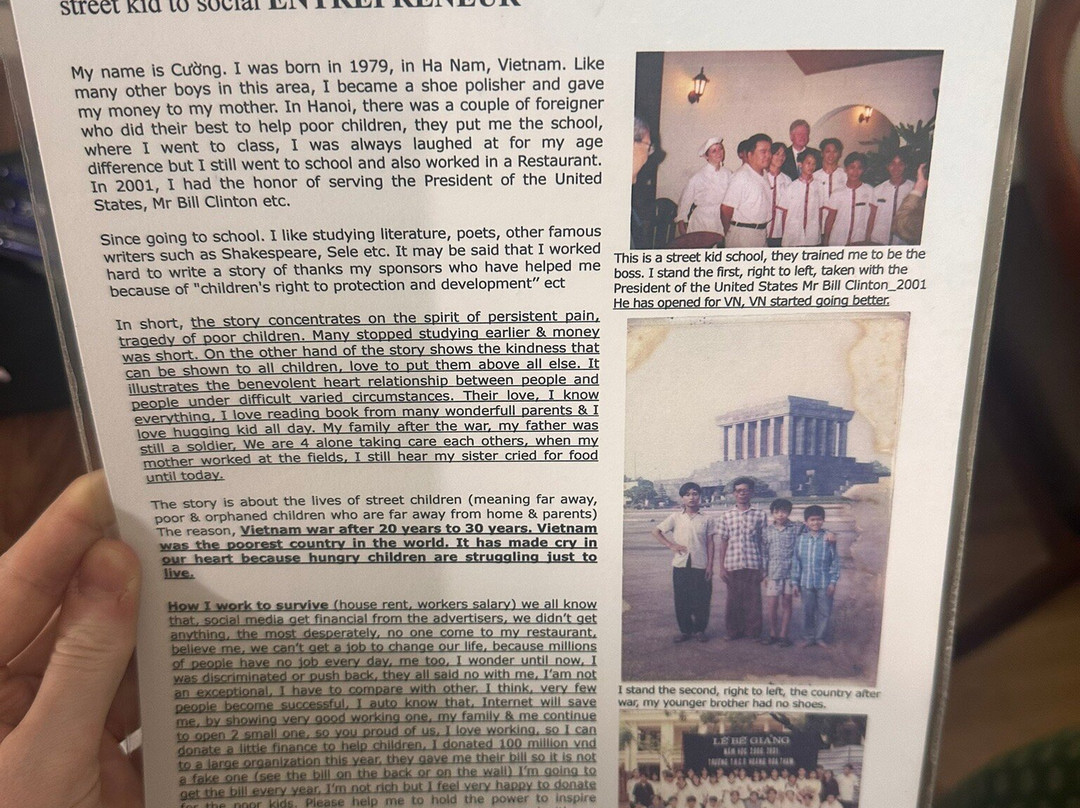 street kid to social ENTREPRENEUR
My name is Cường. I was born in 1979, in Ha Nam, Vietnam. Like
many other boys in this area, I became a shoe polisher and gave
my money to my mother. In Hanoi, there was a couple of foreigner
who did their best to help poor children, they put me the school,
where I went to class, I was always laughed at for my age
difference but I still went to school and also worked in a Restaurant.
In 2001, I had the honor of serving the President of the United
States, Mr Bill Clinton etc.
Since going to school. I like studying literature, poets, other famous
writers such as Shakespeare, Sele etc. It may be said that I worked
hard to write a story of thanks my sponsors who have helped me
because of "children's right to protection and development" ect
In short, the story concentrates on the spirit of persistent pain,
tragedy of poor children. Many stopped studying earlier & money
was short. On the other hand of the story shows the kindness that
can be shown to all children, love to put them above all else. It
illustrates the benevolent heart relationship between people and
people under difficult varied circumstances. Their love, I know
everything, I love reading book from many wonderfull parents & I
love hugging kid all day. My family after the war, my father was
still a soldier, We are 4 alone taking care each others, when my
mother worked at the fields, I still hear my sister cried for food
until today.
The story is about the lives of street children (meaning far away,
poor & orphaned children who are far away from home & parents)
The reason, Vietnam war after 20 years to 30 years. Vietnam
was the poorest country in the world. It has made cry in
our heart because hungry children are struggling just to
live.
How I work to survive (house rent, workers salary) we all know
that, social media get financial from the advertisers, we didn't get
anything, the most desperately, no one come to my restaurant,
believe me, we can't get a job to change our life, because millions
of people have no job every day, me too, I wonder until now, I
was discriminated or push back, they all said no with me, I'am not
an exceptional, I have to compare with other. I think, very few
people become successful, I auto know that, Internet will save
me, by showing very good working one, my family & me continue
to open 2 small one, so you proud of us, I love working, so I can
donate a little finance to help children, I donated 100 million vnd
to a large organization this year, they gave me their bill so it is not
a fake one (see the bill on the back or on the wall) I'm going to
get the bill every year, I'm not rich but I feel very happy to donate
for the poor kids. Please help me to hold the power to inspire
This is a street kid school, they trained me to be the
boss. I stand the first, right to left, taken with the
President of the United States Mr Bill Clinton_2001
He has opened for VN, VN started going better.
I stand the second, right to left, the country after
war, my younger brother had no shoes.
LỄ BẾ GIẢNG
NĂM HỌC 2000-2001
TRƯỜNG T.H.C.S HOÀNG HOA THÁM